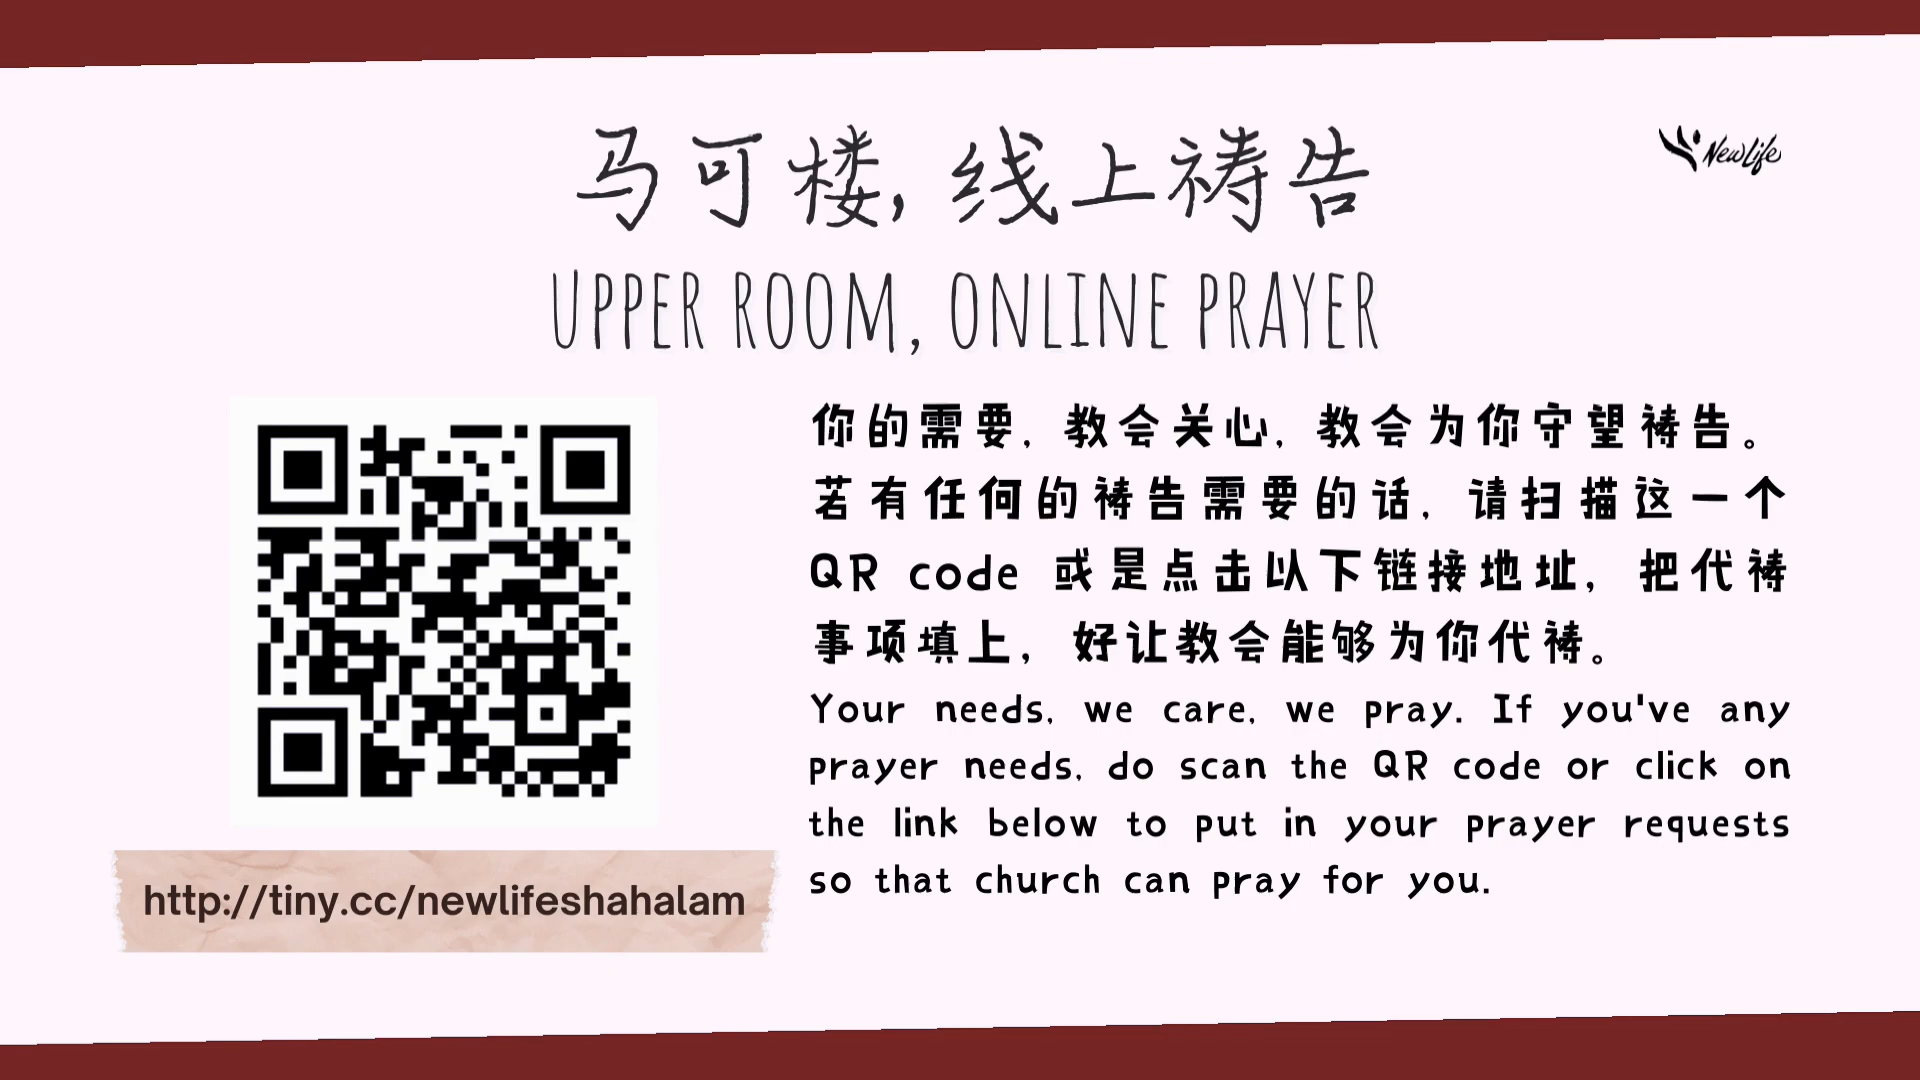 马可楼, 线上祷告
NewLife
UPPER ROOM, ONLINE PRAYER
你的需要, 教会关心, 教会为你守望祷告。
若有任何的祷告需要的话, 请扫描这一个
QR code 或是点击以下链接地址, 把代祷
事项填上, 好让教会能够为你代祷。
Your needs, we care, we pray. If you've any
prayer needs, do scan the QR code or click on
the link below to put in your prayer requests
so that church can pray for you.
http://tiny.cc/newlifeshahalam